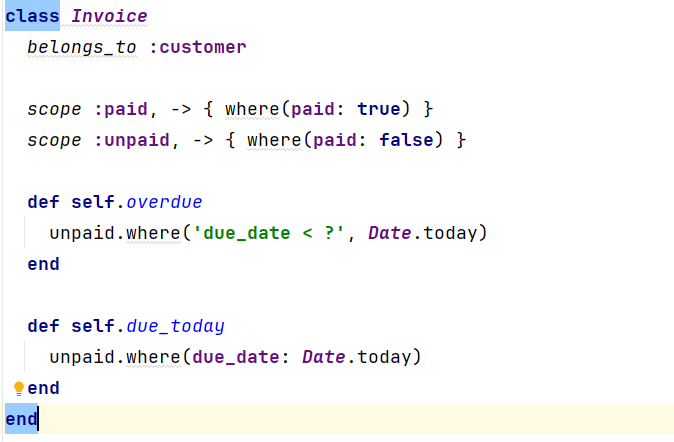 class Invoice
  belongs_to :customer

  scope :paid, -> { where(paid: true) }
  scope :unpaid, -> { where(paid: false) }

  def self.overdue
    unpaid.where('due_date < ?', Date.today)
  end

  def self.due_today
    unpaid.where(due_date: Date.today)
  end
end